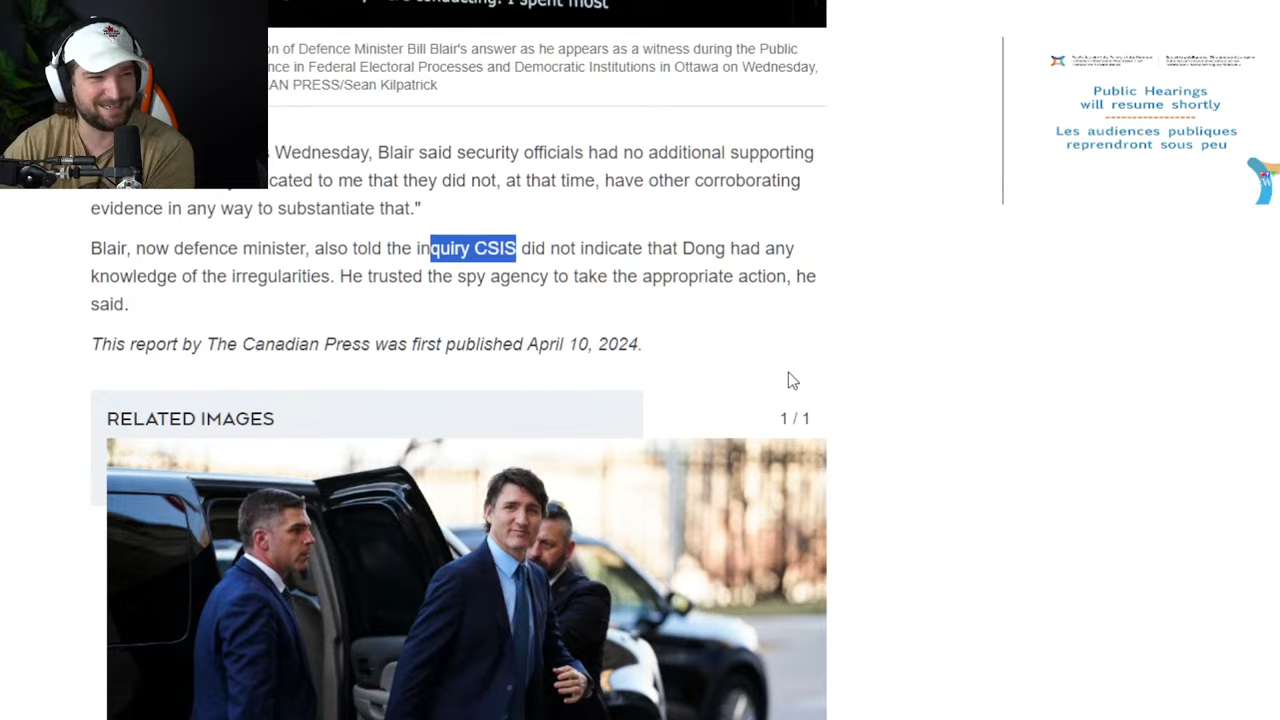 conducting. I spent most
on of Defence Minister Bill Blair's answer as he appears as a witness during the Public
nce in Federal Electoral Processes and Democratic Institutions in Ottawa on Wednesday,
AN PRESS/Sean Kilpatrick
Wednesday, Blair said security officials had no additional supporting
cated to me that they did not, at that time, have other corroborating
evidence in any way to substantiate that."
Blair, now defence minister, also told the inquiry CSIS did not indicate that Dong had any
knowledge of the irregularities. He trusted the spy agency to take the appropriate action, he
said.
This report by The Canadian Press was first published April 10, 2024.
RELATED IMAGES
1 / 1
Public Hearings
will resume shortly
Les audiences publiques
reprendront sous peu